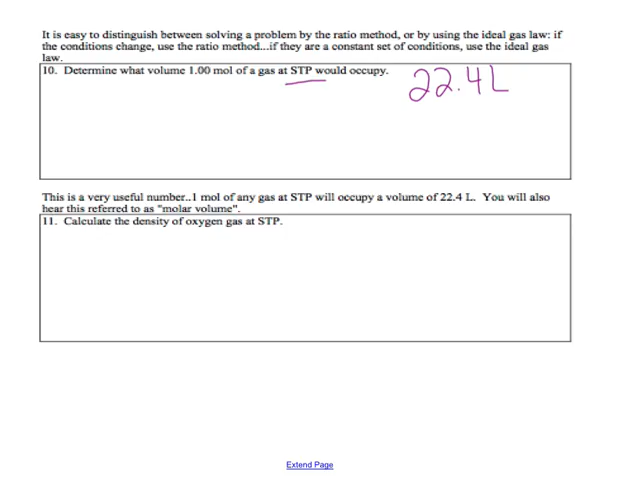 It is easy to distinguish between solving a problem by the ratio method, or by using the ideal gas law: if
the conditions change, use the ratio method...if they are a constant set of conditions, use the ideal gas
law.
10. Determine what volume 1.00 mol of a gas at STP would occupy. 22.4 L
This is a very useful number..1 mol of any gas at STP will occupy a volume of 22.4 L. You will also
hear this referred to as "molar volume".
11. Calculate the density of oxygen gas at STP.
Extend Page